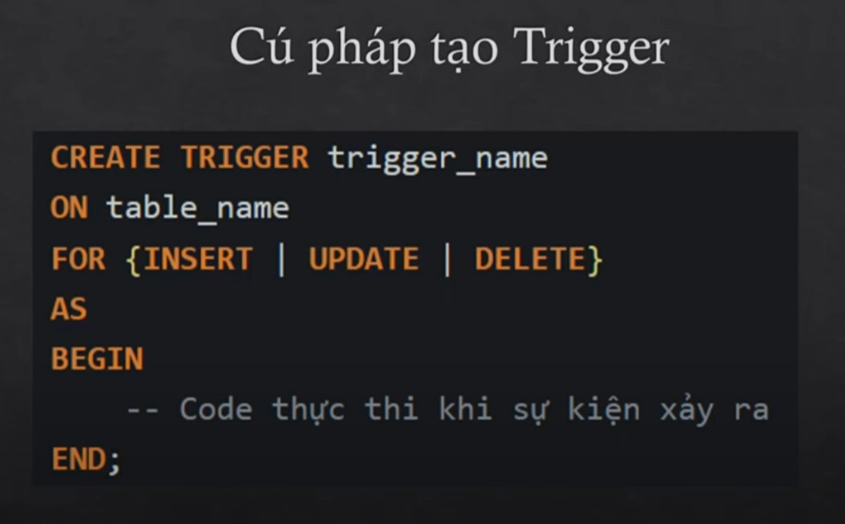 Cú pháp tạo Trigger
CREATE TRIGGER trigger_name
ON table_name
FOR {INSERT | UPDATE | DELETE}
AS
BEGIN
-- Code thực thi khi sự kiện xảy ra
END;